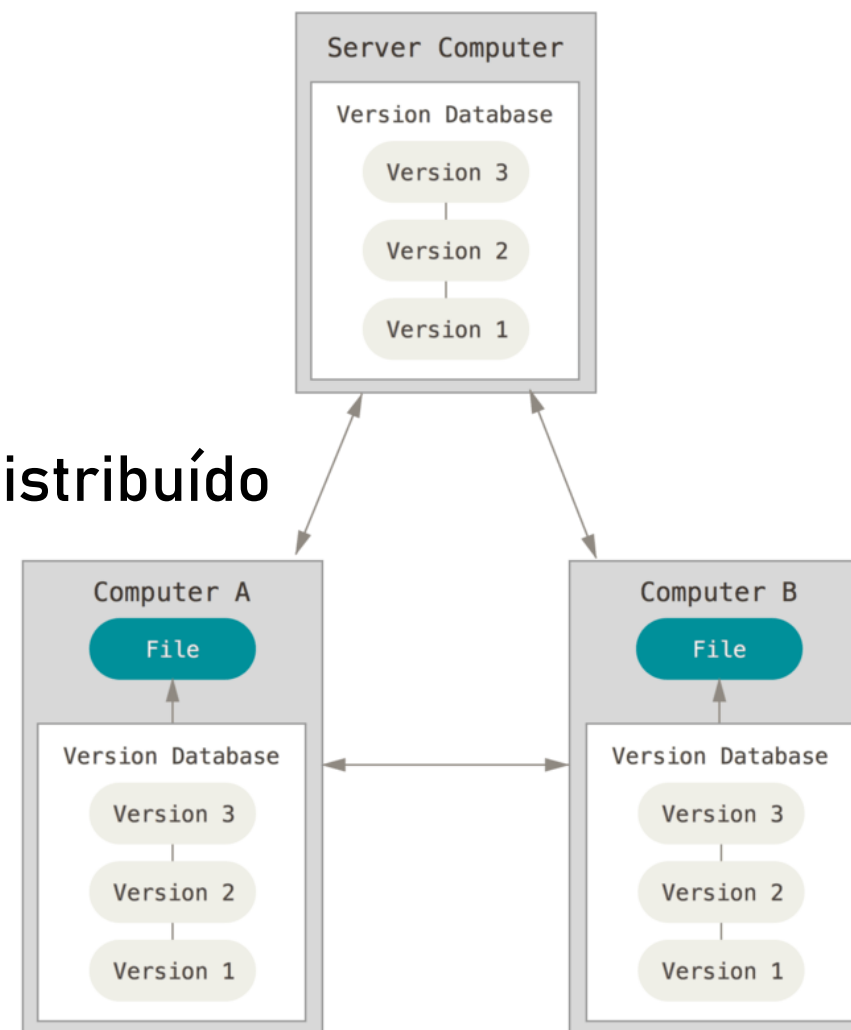 Server Computer
Version Database
Version 3
Version 2
Version 1
istribuído
Computer A
File
Version Database
Version 3
Version 2
Version 1
Computer B
File
Version Database
Version 3
Version 2
Version 1